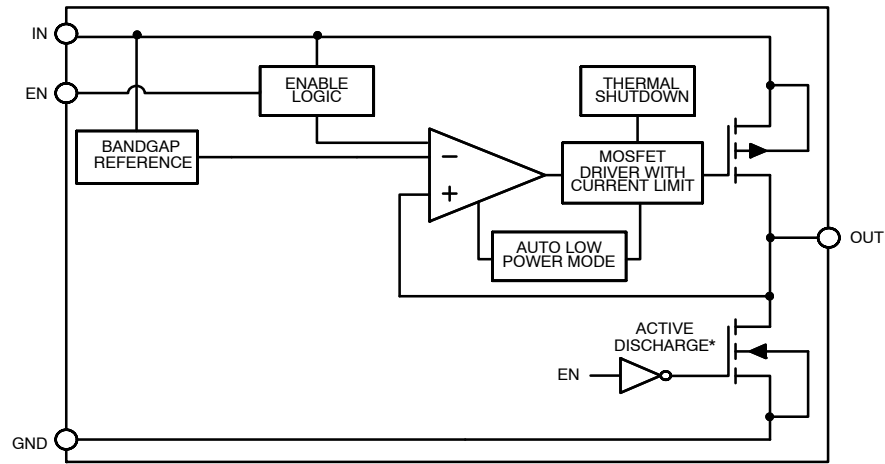 IN
EN
ENABLE
LOGIC
THERMAL
SHUTDOWN
BANDGAP
REFERENCE
−
+
MOSFET
DRIVER WITH
CURRENT LIMIT
AUTO LOW
POWER MODE
OUT
ACTIVE
DISCHARGE*
EN
GND